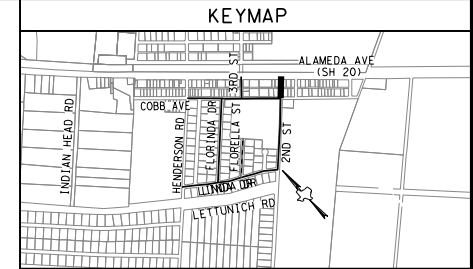 KEYMAP
ALAMEDA AVE
(SH 20)
3RD ST
COBB AVE
INDIAN HEAD RD
HENDERSON RD
FLORINDA DR
FLORELLA ST
2ND ST
LINDA DR
LETTUNICH RD